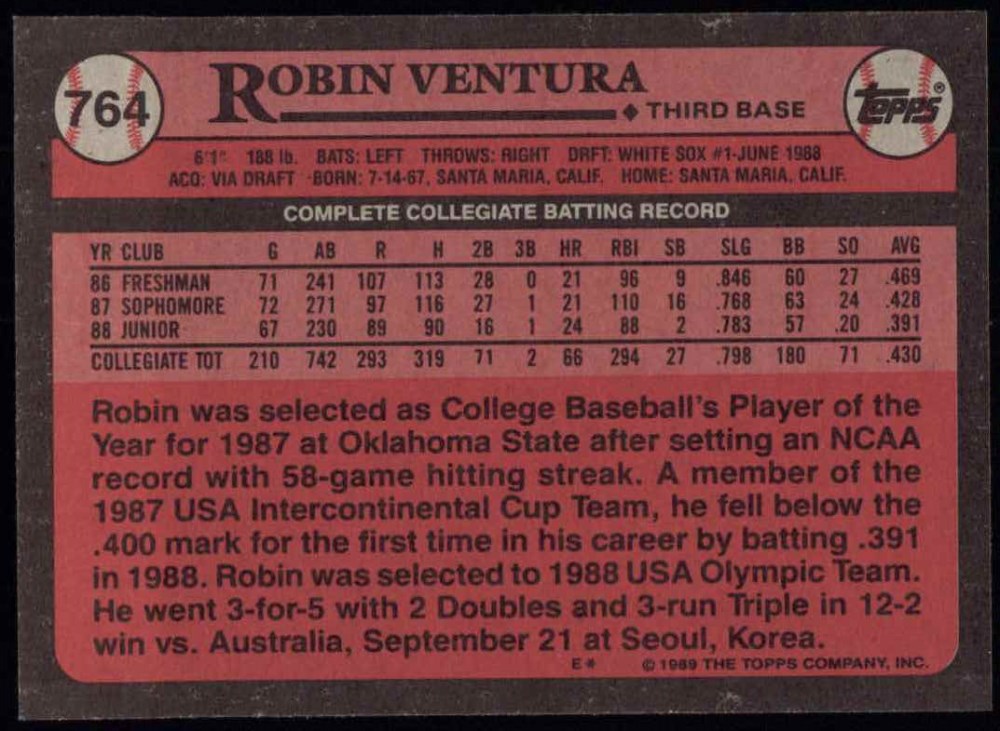 764
ROBIN VENTURA
◆ THIRD BASE
TOPPS®
6'1" 188 lb. BATS: LEFT THROWS: RIGHT DRFT: WHITE SOX #1-JUNE 1988
ACQ: VIA DRAFT BORN: 7-14-67, SANTA MARIA, CALIF. HOME: SANTA MARIA, CALIF.
COMPLETE COLLEGIATE BATTING RECORD
YR CLUB G AB R H 2B 3B HR RBI SB SLG BB SO AVG
86 FRESHMAN 71 241 107 113 28 0 21 96 9 .846 60 27 .469
87 SOPHOMORE 72 271 97 116 27 1 21 110 16 .768 63 24 .428
88 JUNIOR 67 230 89 90 16 1 24 88 2 .783 57 20 .391
COLLEGIATE TOT 210 742 293 319 71 2 66 294 27 .798 180 71 .430
Robin was selected as College Baseball's Player of the
Year for 1987 at Oklahoma State after setting an NCAA
record with 58-game hitting streak. A member of the
1987 USA Intercontinental Cup Team, he fell below the
.400 mark for the first time in his career by batting .391
in 1988. Robin was selected to 1988 USA Olympic Team.
He went 3-for-5 with 2 Doubles and 3-run Triple in 12-2
win vs. Australia, September 21 at Seoul, Korea.
E* © 1989 THE TOPPS COMPANY, INC.